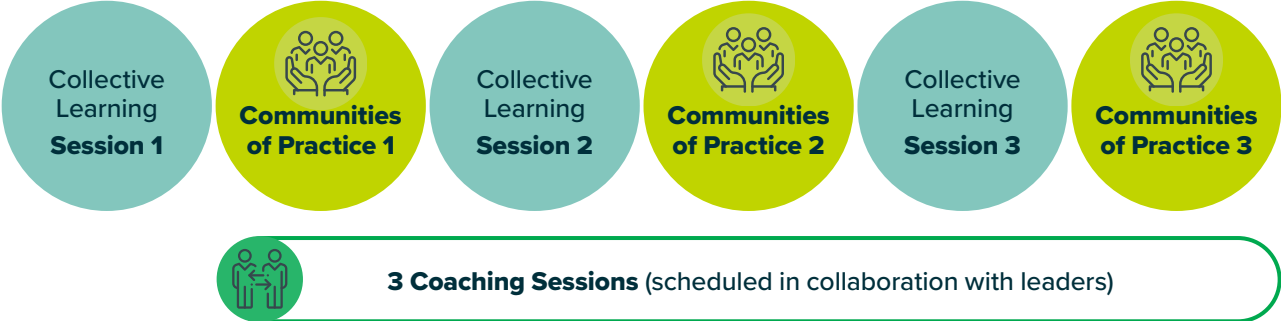 Collective
Learning
Session 1
Communities
of Practice 1
Collective
Learning
Session 2
Communities
of Practice 2
Collective
Learning
Session 3
Communities
of Practice 3
3 Coaching Sessions (scheduled in collaboration with leaders)